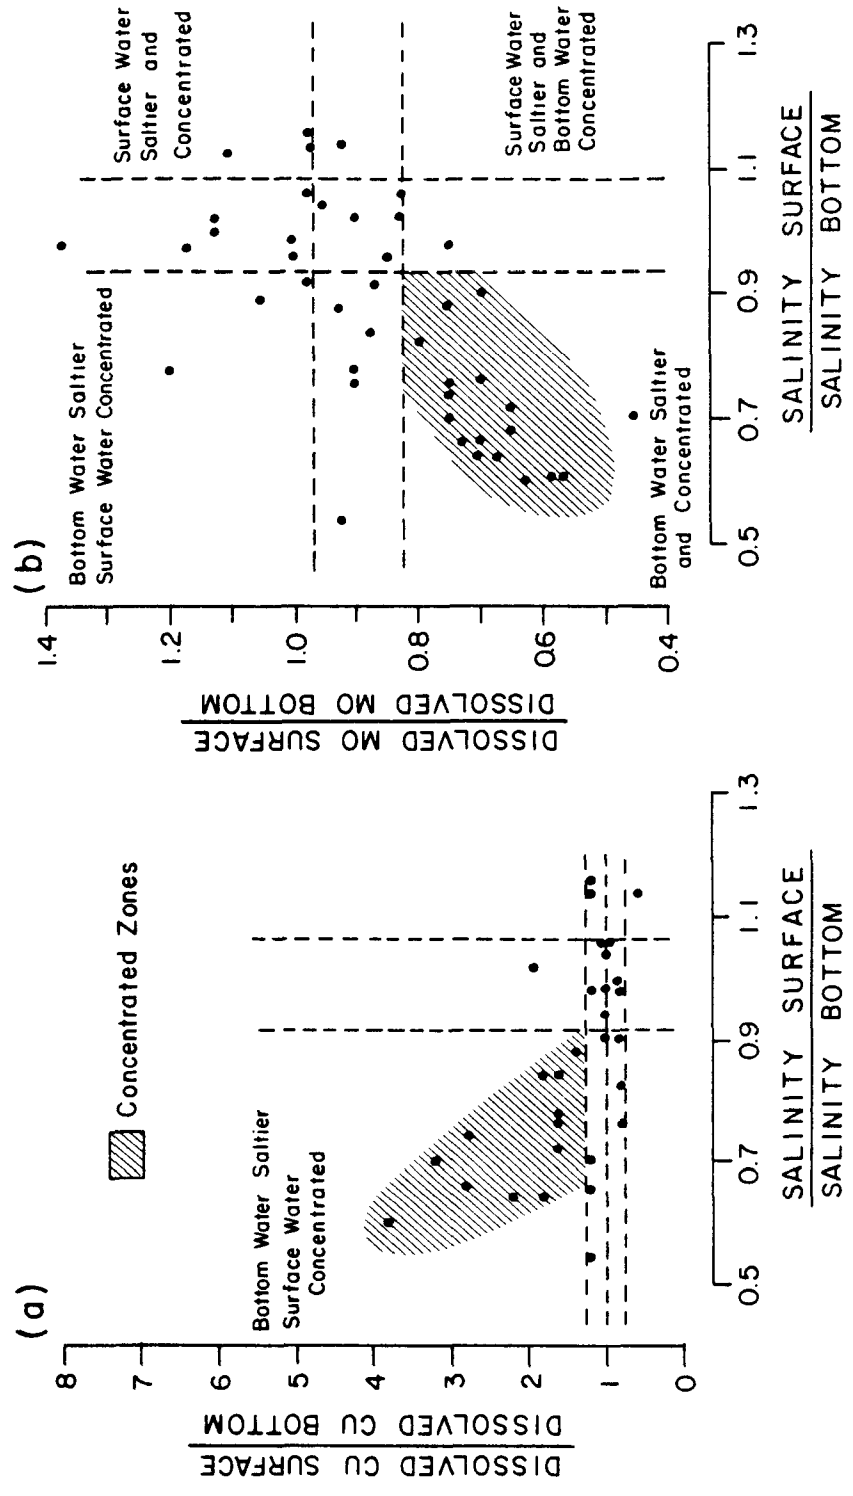 (a)
Concentrated Zones
Bottom Water Saltier
Surface Water
Concentrated
8
7
6
5
4
3
2
1
0
DISSOLVED CU SURFACE
DISSOLVED CU BOTTOM
0.5
0.7
0.9
1.1
1.3
SALINITY SURFACE
SALINITY BOTTOM
(b)
Bottom Water Saltier
Surface Water Concentrated
Surface Water
Saltier and
Concentrated
Surface Water
Saltier and
Bottom Water
Concentrated
Bottom Water Saltier
and Concentrated
1.4
1.2
1.0
0.8
0.6
0.4
DISSOLVED MO SURFACE
DISSOLVED MO BOTTOM
0.5
0.7
0.9
1.1
1.3
SALINITY SURFACE
SALINITY BOTTOM